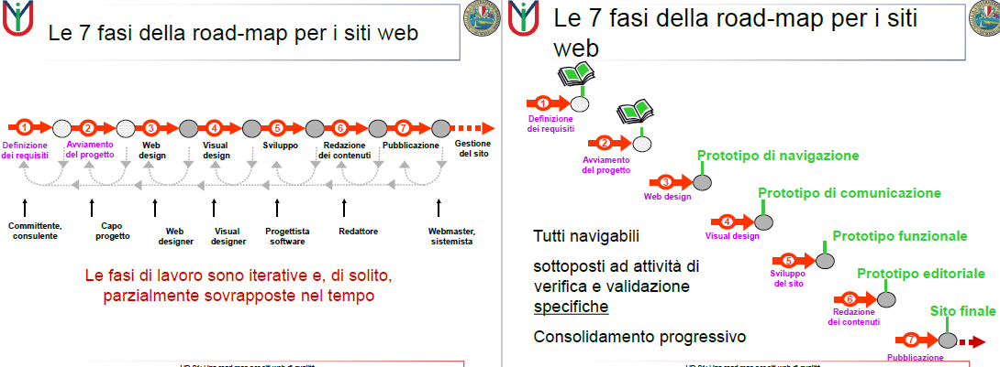 Le 7 fasi della road-map per i siti web
1
2
3
4
5
6
7
Definizione
dei requisiti
Avviamento
del progetto
Web
design
Visual
design
Sviluppo
Redazione
dei contenuti
Pubblicazione
Gestione
del sito
Committente,
consulente
Capo
progetto
Web
designer
Visual
designer
Progettista
software
Redattore
Webmaster,
sistemista
Le fasi di lavoro sono iterative e, di solito,
parzialmente sovrapposte nel tempo
Le 7 fasi della road-map per i siti
web
1
Definizione
dei requisiti
2
Avviamento
del progetto
Prototipo di navigazione
3
Web design
Prototipo di comunicazione
4
Visual design
Prototipo funzionale
5
Sviluppo
del sito
Prototipo editoriale
6
Redazione
dei contenuti
Sito finale
7
Pubblicazione
Tutti navigabili
sottoposti ad attività di
verifica e validazione
specifiche
Consolidamento progressivo